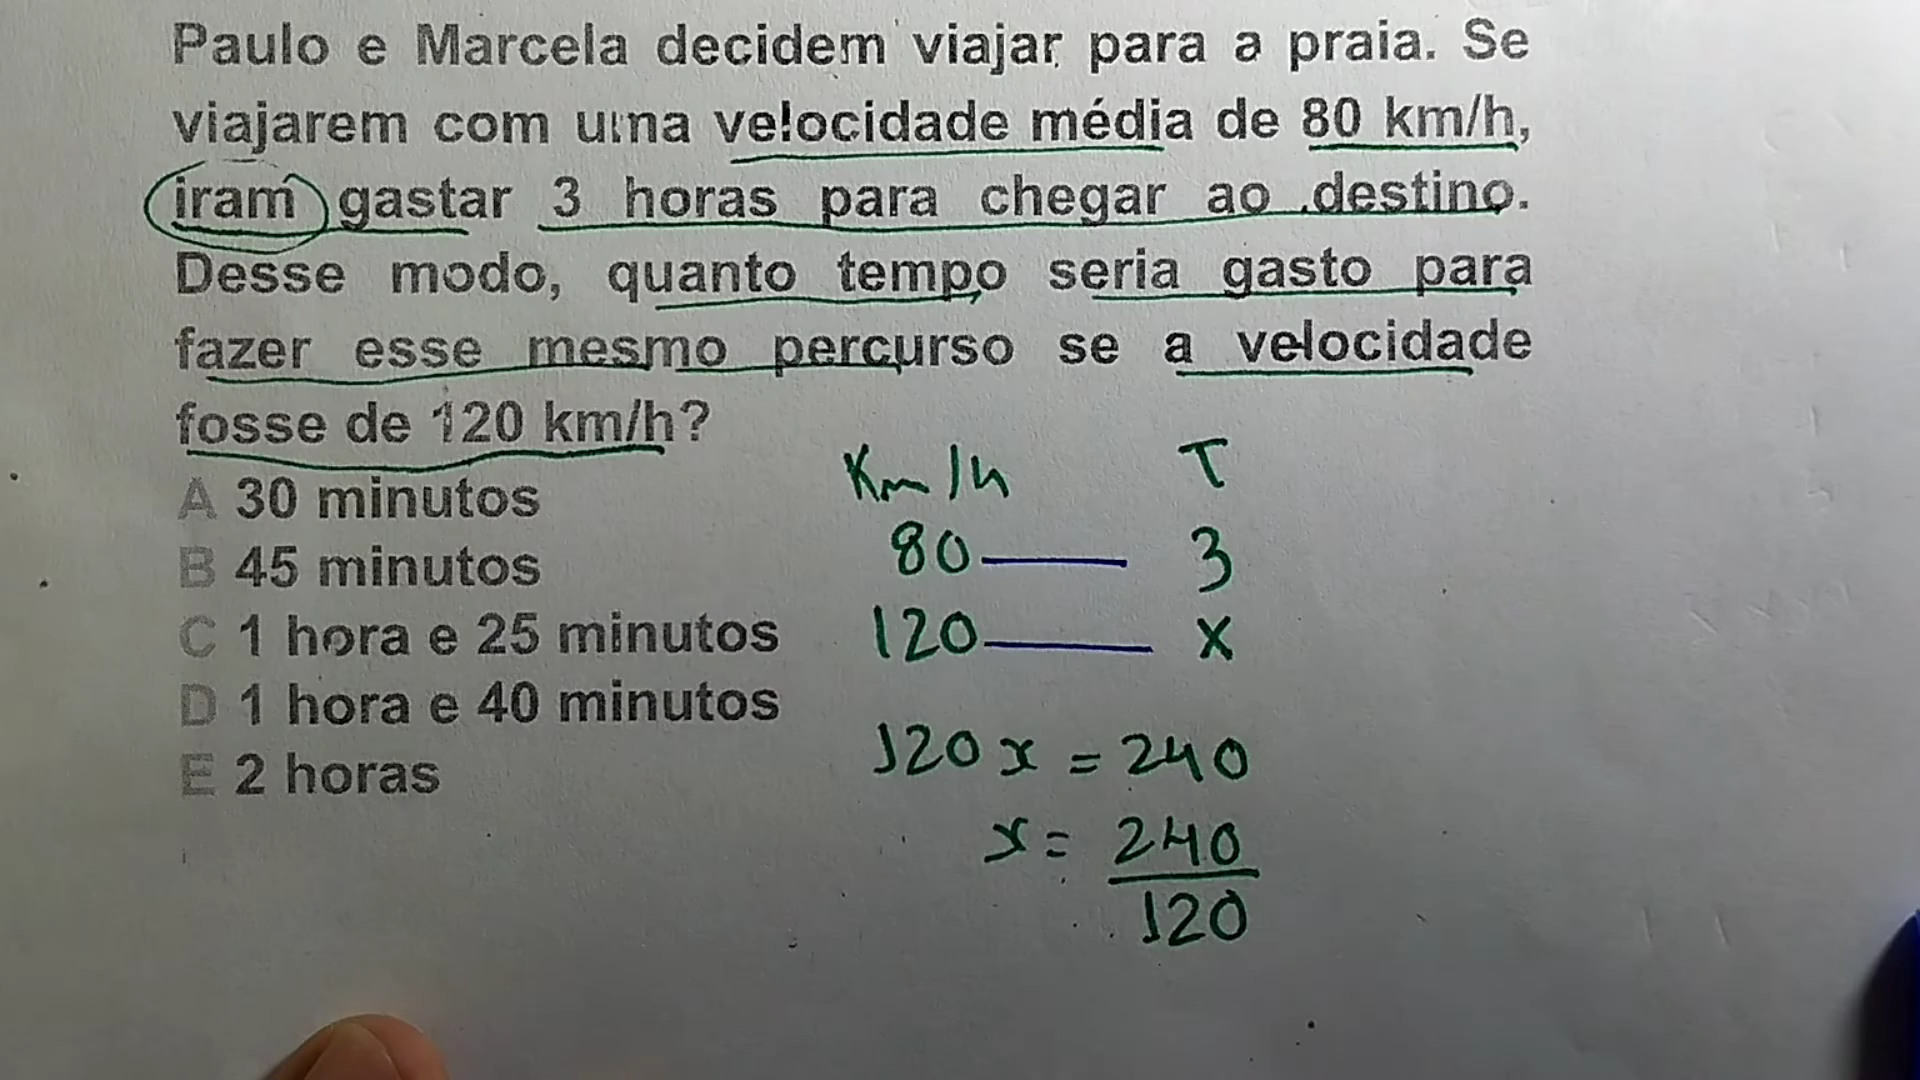 Paulo e Marcela decidem viajar para a praia. Se
viajarem com uma velocidade média de 80 km/h,
iram gastar 3 horas para chegar ao destino.
Desse modo, quanto tempo seria gasto para
fazer esse mesmo percurso se a velocidade
fosse de 120 km/h?
A 30 minutos
B 45 minutos
C 1 hora e 25 minutos
D 1 hora e 40 minutos
E 2 horas
Km/h T
80 — 3
120 — x
120x = 240
x = 240
120